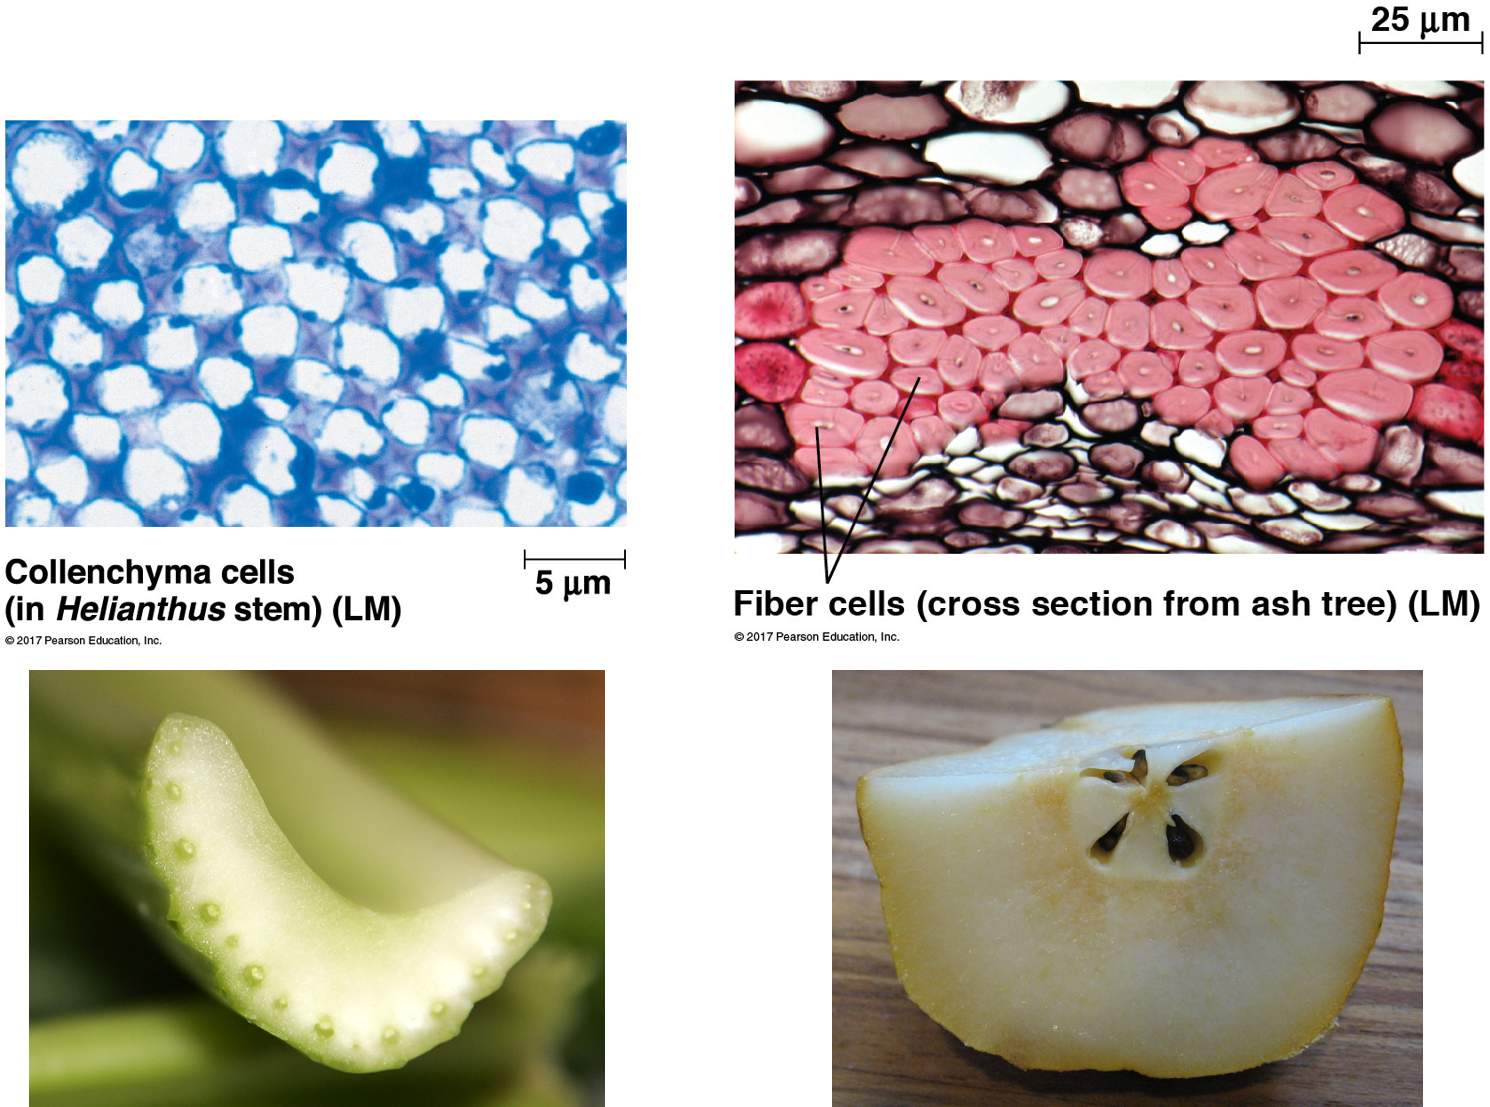 25 µm
5 µm
Collenchyma cells
(in Helianthus stem) (LM)
© 2017 Pearson Education, Inc.
Fiber cells (cross section from ash tree) (LM)
© 2017 Pearson Education, Inc.